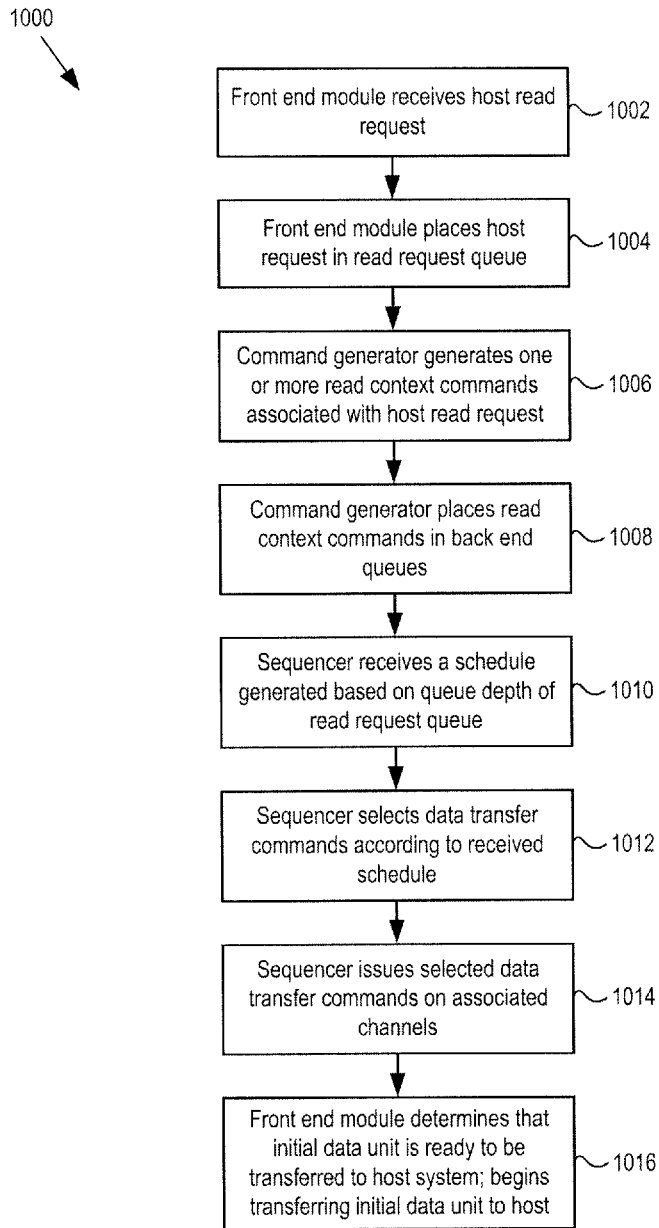 1000
Front end module receives host read
request
1002
Front end module places host
request in read request queue
1004
Command generator generates one
or more read context commands
associated with host read request
1006
Command generator places read
context commands in back end
queues
1008
Sequencer receives a schedule
generated based on queue depth of
read request queue
1010
Sequencer selects data transfer
commands according to received
schedule
1012
Sequencer issues selected data
transfer commands on associated
channels
1014
Front end module determines that
initial data unit is ready to be
transferred to host system; begins
transferring initial data unit to host
1016